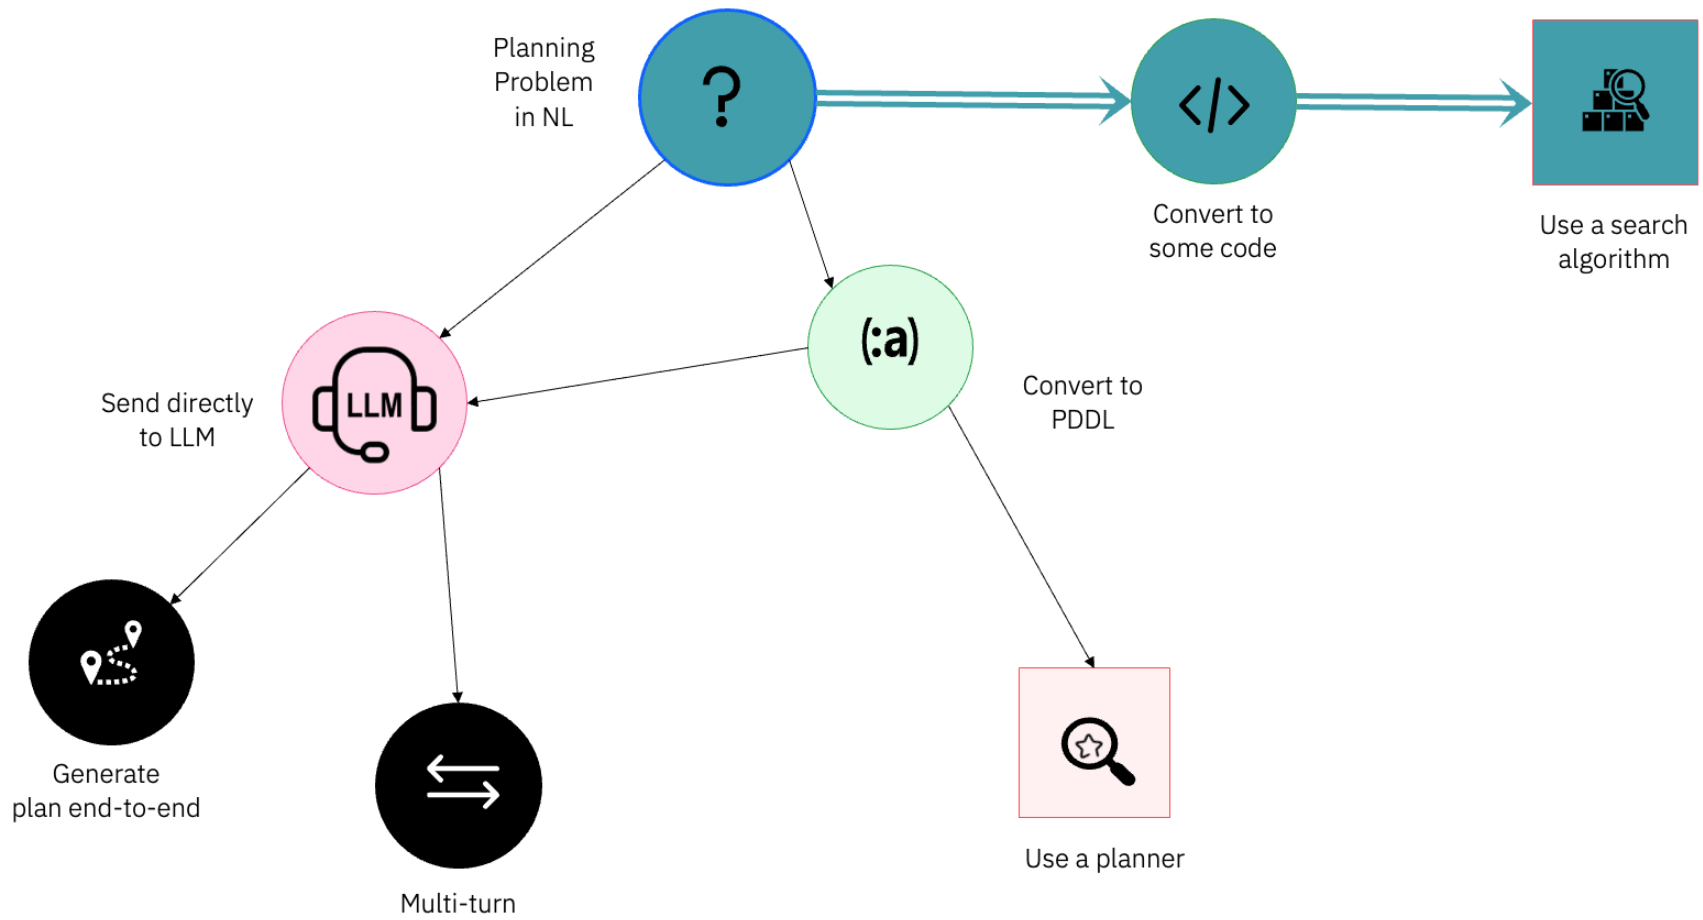 Planning
Problem
in NL
?
</>
Convert to
some code
Use a search
algorithm
(:a)
Convert to
PDDL
LLM
Send directly
to LLM
Generate
plan end-to-end
Multi-turn
Use a planner